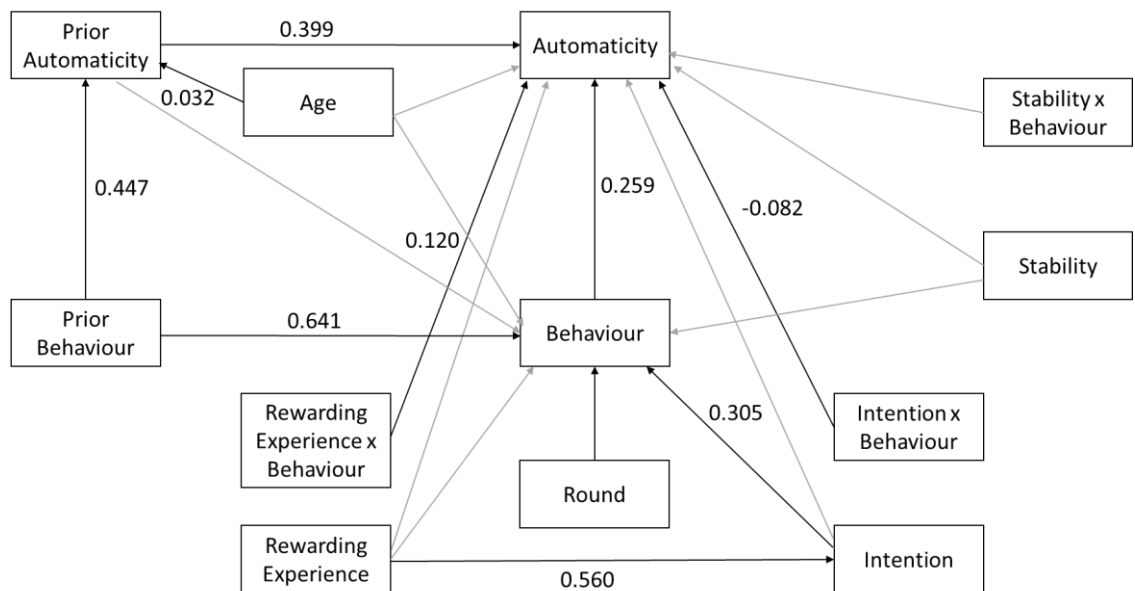 Prior
Automaticity
0.399
Automaticity
0.032
Age
Stability x
Behaviour
0.447
0.259
-0.082
0.120
Stability
Prior
Behaviour
0.641
Behaviour
Rewarding
Experience x
Behaviour
0.305
Intention x
Behaviour
Round
Rewarding
Experience
0.560
Intention